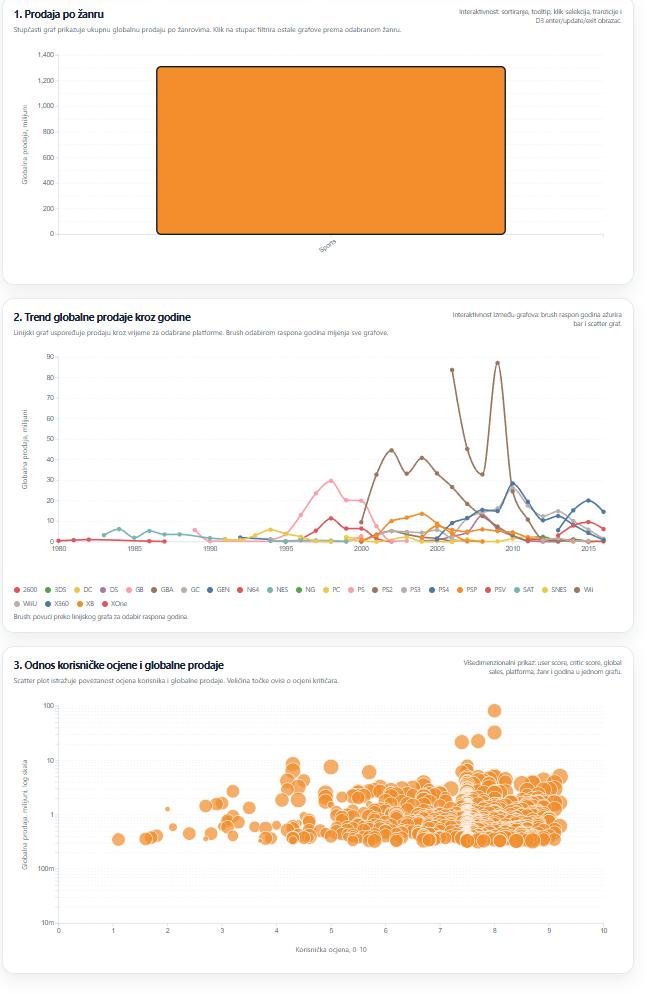 1. Prodaja po žanru
Interaktivnost: sortiranje, tooltip, klik selekcija, tranzicije i
D3 enter/update/exit obrazac.
Stupčasti graf prikazuje ukupnu globalnu prodaju po žanrovima. Klik na stupac filtrira ostale grafove prema odabranom žanru.
1,400
1,200
1,000
800
600
400
200
0
Globalna prodaja, milijuni
Sports
2. Trend globalne prodaje kroz godine
Interaktivnost između grafova: brush raspon godina ažurira
bar i scatter graf.
Linijski graf uspoređuje prodaju kroz vrijeme za odabrane platforme. Brush odabirom raspona godina mijenja sve grafove.
90
80
70
60
50
40
30
20
10
0
Globalna prodaja, milijuni
1980 1985 1990 1995 2000 2005 2010 2015
2600 3DS DC DS GB GBA GC GEN N64 NES NG PC PS PS2 PS3 PS4 PSP PSV SAT SNES Wii
WiiU X360 XB XOne
Brush: povuci preko linijskog grafa za odabir raspona godina.
3. Odnos korisničke ocjene i globalne prodaje
Višedimenzionalni prikaz: user score, critic score, global
sales, platforma, žanr i godina u jednom grafu.
Scatter plot istražuje povezanost ocjena korisnika i globalne prodaje. Veličina točke ovisi o ocjeni kritičara.
100
10
1
100m
10m
Globalna prodaja, milijuni, log skala
0 1 2 3 4 5 6 7 8 9 10
Korisnička ocjena, 0-10